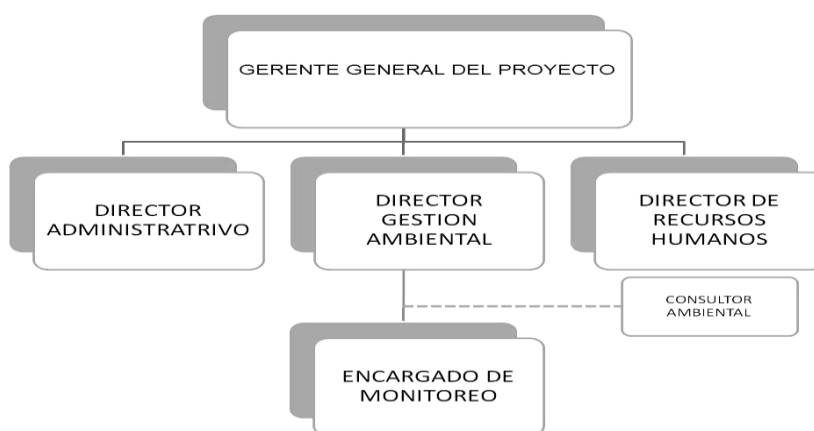 GERENTE GENERAL DEL PROYECTO
DIRECTOR
ADMINISTRATRIVO
DIRECTOR
GESTION
AMBIENTAL
DIRECTOR DE
RECURSOS
HUMANOS
CONSULTOR
AMBIENTAL
ENCARGADO DE
MONITOREO